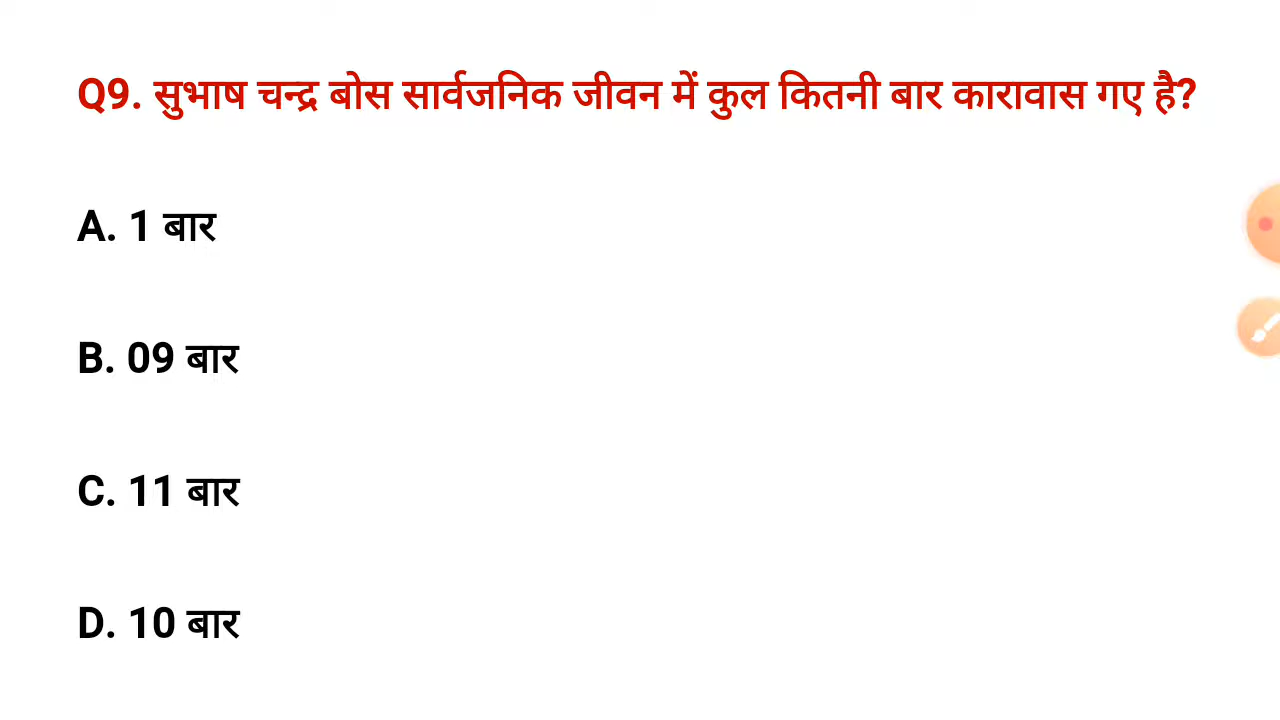 Q9. सुभाष चन्द्र बोस सार्वजनिक जीवन में कुल कितनी बार कारावास गए है?
A. 1 बार
B. 09 बार
C. 11 बार
D. 10 बार